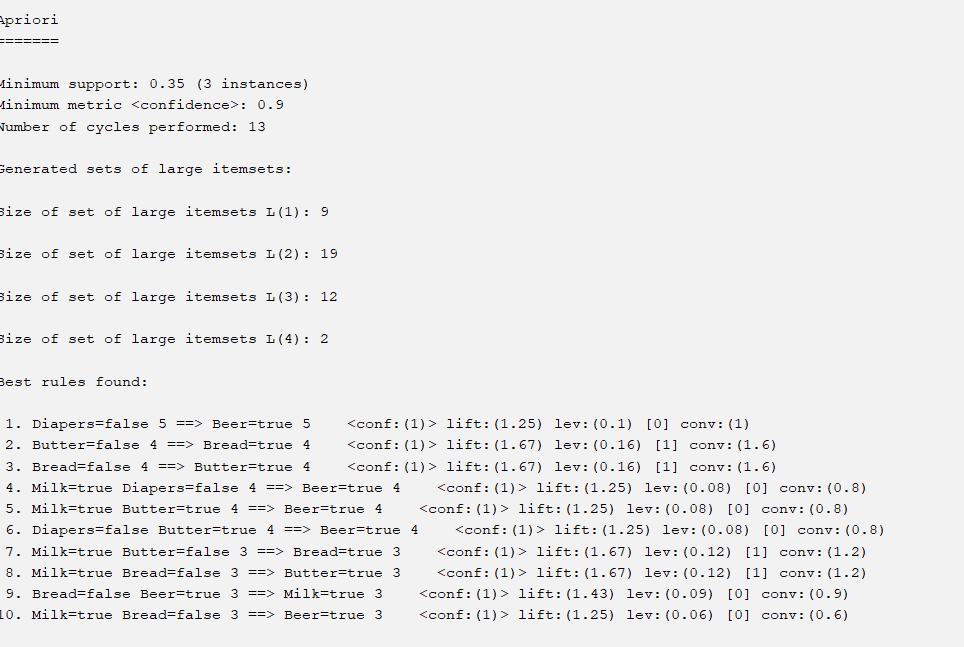 Apriori
=======
Minimum support: 0.35 (3 instances)
Minimum metric <confidence>: 0.9
Number of cycles performed: 13
Generated sets of large itemsets:
Size of set of large itemsets L(1): 9
Size of set of large itemsets L(2): 19
Size of set of large itemsets L(3): 12
Size of set of large itemsets L(4): 2
Best rules found:
1. Diapers=false 5 ==> Beer=true 5    <conf:(1)> lift:(1.25) lev:(0.1) [0] conv:(1)
2. Butter=false 4 ==> Bread=true 4    <conf:(1)> lift:(1.67) lev:(0.16) [1] conv:(1.6)
3. Bread=false 4 ==> Butter=true 4    <conf:(1)> lift:(1.67) lev:(0.16) [1] conv:(1.6)
4. Milk=true Diapers=false 4 ==> Beer=true 4    <conf:(1)> lift:(1.25) lev:(0.08) [0] conv:(0.8)
5. Milk=true Butter=true 4 ==> Beer=true 4    <conf:(1)> lift:(1.25) lev:(0.08) [0] conv:(0.8)
6. Diapers=false Butter=true 4 ==> Beer=true 4    <conf:(1)> lift:(1.25) lev:(0.08) [0] conv:(0.8)
7. Milk=true Butter=false 3 ==> Bread=true 3    <conf:(1)> lift:(1.67) lev:(0.12) [1] conv:(1.2)
8. Milk=true Bread=false 3 ==> Butter=true 3    <conf:(1)> lift:(1.67) lev:(0.12) [1] conv:(1.2)
9. Bread=false Beer=true 3 ==> Milk=true 3    <conf:(1)> lift:(1.43) lev:(0.09) [0] conv:(0.9)
10. Milk=true Bread=false 3 ==> Beer=true 3    <conf:(1)> lift:(1.25) lev:(0.06) [0] conv:(0.6)